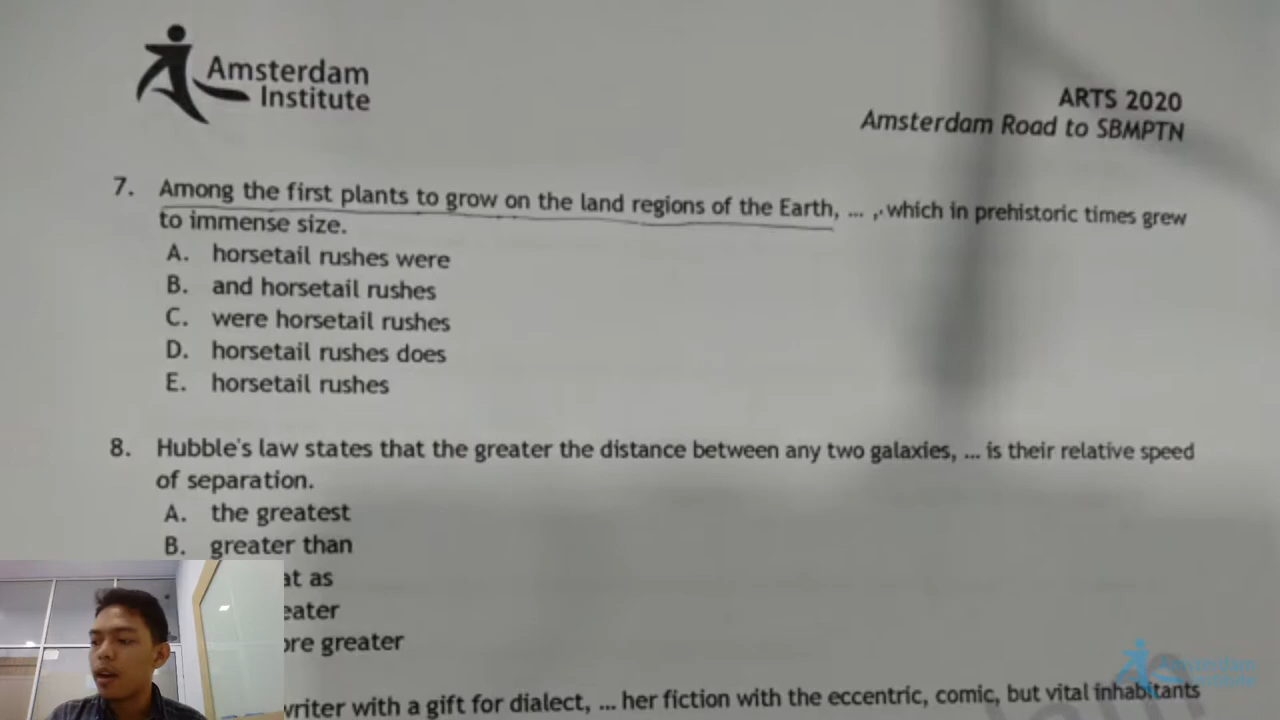 Amsterdam
Institute
ARTS 2020
Amsterdam Road to SBMPTN
7. Among the first plants to grow on the land regions of the Earth, ... , which in prehistoric times grew
to immense size.
A. horsetail rushes were
B. and horsetail rushes
C. were horsetail rushes
D. horsetail rushes does
E. horsetail rushes
8. Hubble's law states that the greater the distance between any two galaxies, ... is their relative speed
of separation.
A. the greatest
B. greater than
at as
eater
ore greater
writer with a gift for dialect, ... her fiction with the eccentric, comic, but vital inhabitants
Amsterdam
Institute